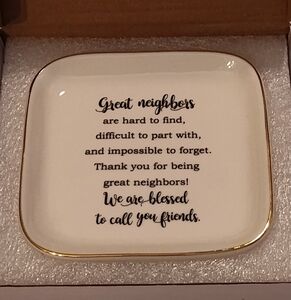 Great neighbors
are hard to find,
difficult to part with,
and impossible to forget.
Thank you for being
great neighbors!
We are blessed
to call you friends.